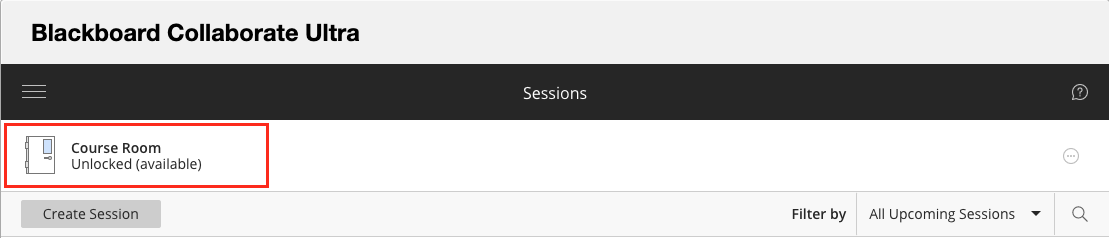 Blackboard Collaborate Ultra
Sessions
Course Room
Unlocked (available)
Create Session
Filter by
All Upcoming Sessions